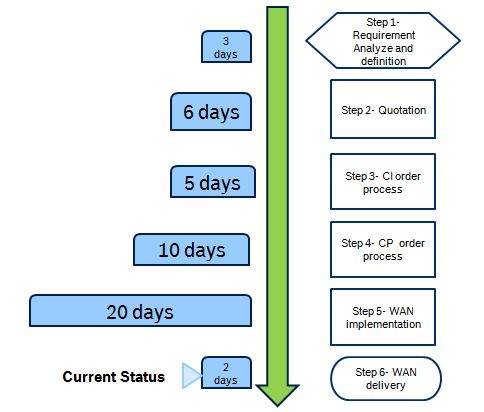 3
days
Step 1-
Requirement
Analyze and
definition
6 days
Step 2- Quotation
5 days
Step 3- CI order
process
10 days
Step 4- CP order
process
20 days
Step 5- WAN
implementation
Current Status
2
days
Step 6- WAN
delivery